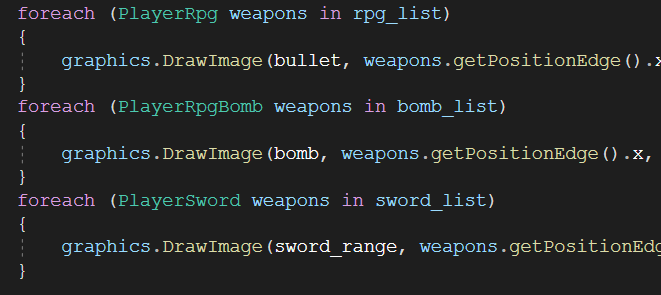 foreach (PlayerRpg weapons in rpg_list)
{
graphics.DrawImage(bullet, weapons.getPositionEdge().x
}
foreach (PlayerRpgBomb weapons in bomb_list)
{
graphics.DrawImage(bomb, weapons.getPositionEdge().x,
}
foreach (PlayerSword weapons in sword_list)
{
graphics.DrawImage(sword_range, weapons.getPositionEdg
}